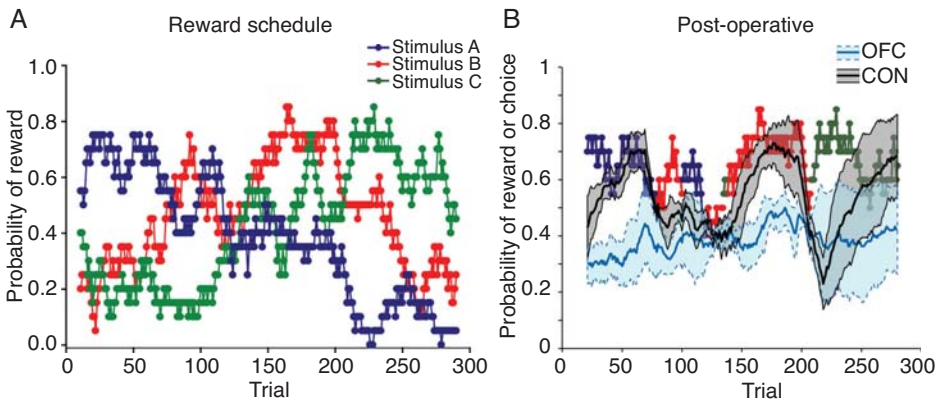 A
Reward schedule
Stimulus A
Stimulus B
Stimulus C
Probability of reward
1.0
0.8
0.6
0.4
0.2
0.0
0 50 100 150 200 250 300
Trial
B
Post-operative
OFC
CON
Probability of reward or choice
1
0.8
0.6
0.4
0.2
0
0 50 100 150 200 250 300
Trial